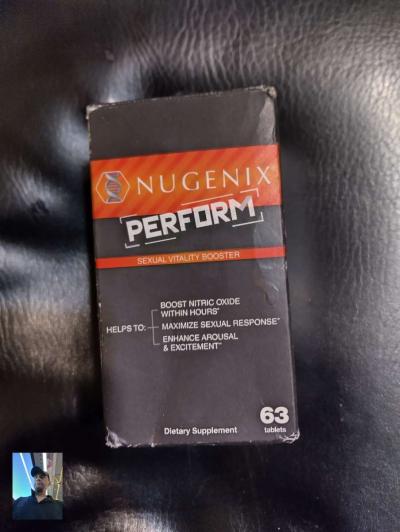 NUGENIX
PERFORM
SEXUAL VITALITY BOOSTER
HELPS TO:
BOOST NITRIC OXIDE
WITHIN HOURS*
MAXIMIZE SEXUAL RESPONSE*
ENHANCE AROUSAL
& EXCITEMENT*
Dietary Supplement
63
tablets